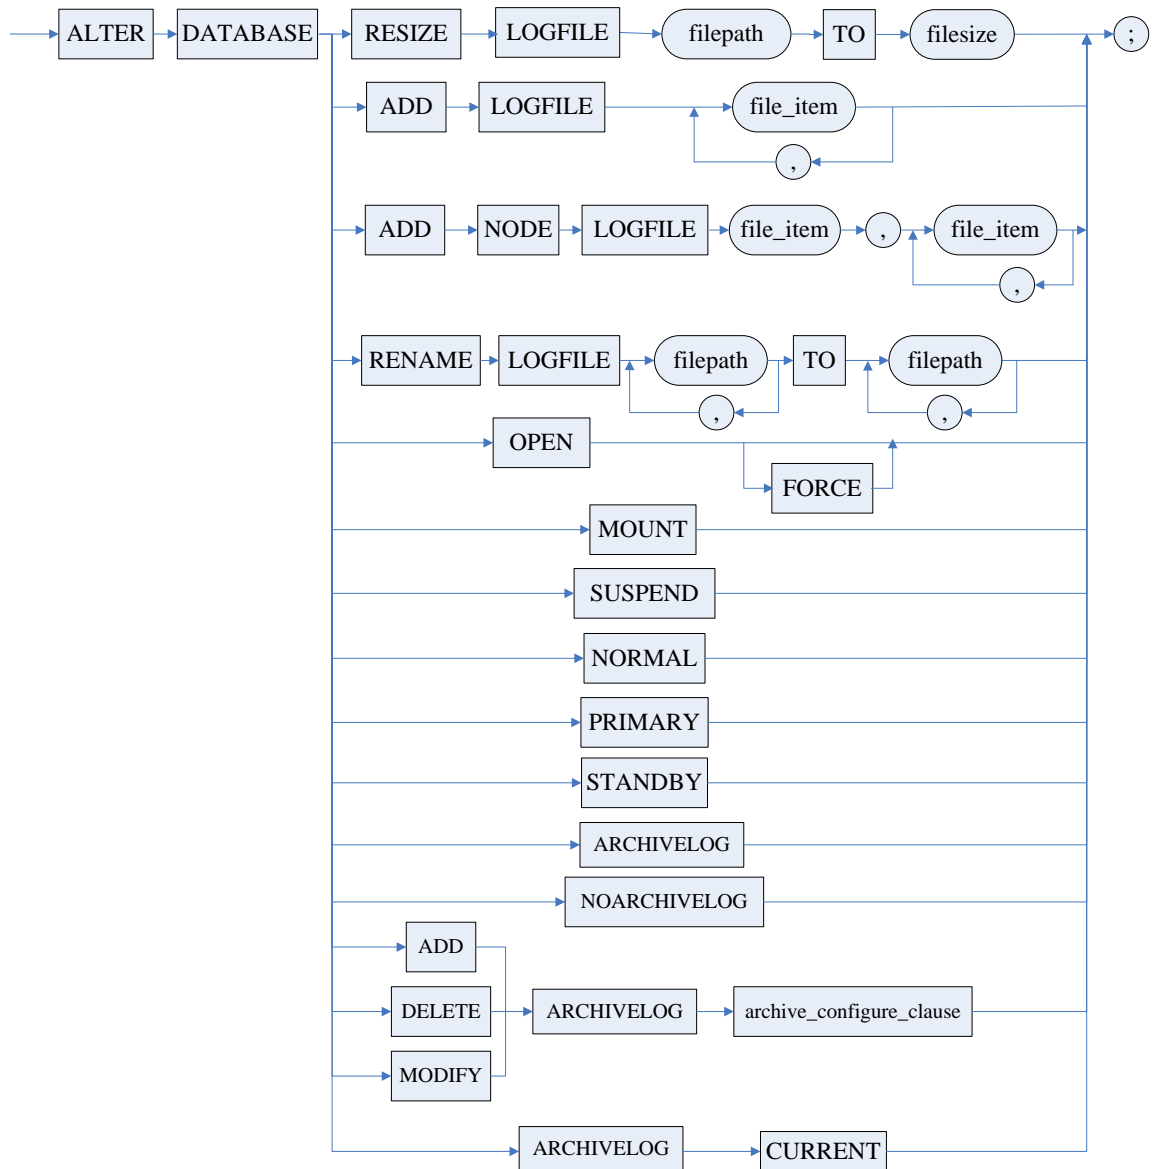 ALTER DATABASE RESIZE LOGFILE filepath TO filesize ;
ADD LOGFILE file_item
,
ADD NODE LOGFILE file_item , file_item
,
RENAME LOGFILE filepath TO filepath
, ,
OPEN
FORCE
MOUNT
SUSPEND
NORMAL
PRIMARY
STANDBY
ARCHIVELOG
NOARCHIVELOG
ADD
DELETE ARCHIVELOG archive_configure_clause
MODIFY
ARCHIVELOG CURRENT